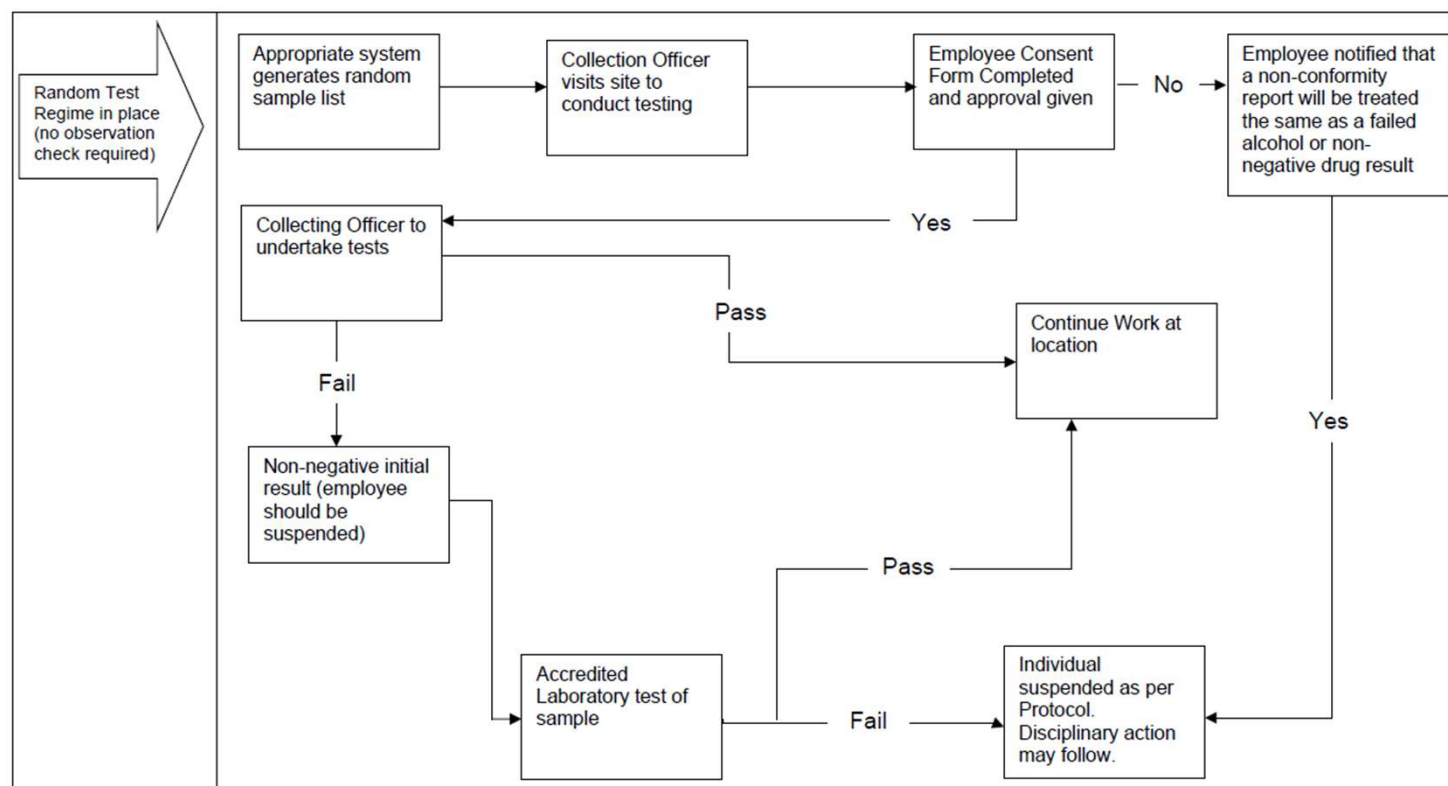 Random Test
Regime in place
(no observation
check required)
Appropriate system
generates random
sample list
Collection Officer
visits site to
conduct testing
Employee Consent
Form Completed
and approval given
No
Employee notified that
a non-conformity
report will be treated
the same as a failed
alcohol or non-
negative drug result
Yes
Collecting Officer to
undertake tests
Pass
Continue Work at
location
Fail
Yes
Non-negative initial
result (employee
should be
suspended)
Pass
Accredited
Laboratory test of
sample
Fail
Individual
suspended as per
Protocol.
Disciplinary action
may follow.